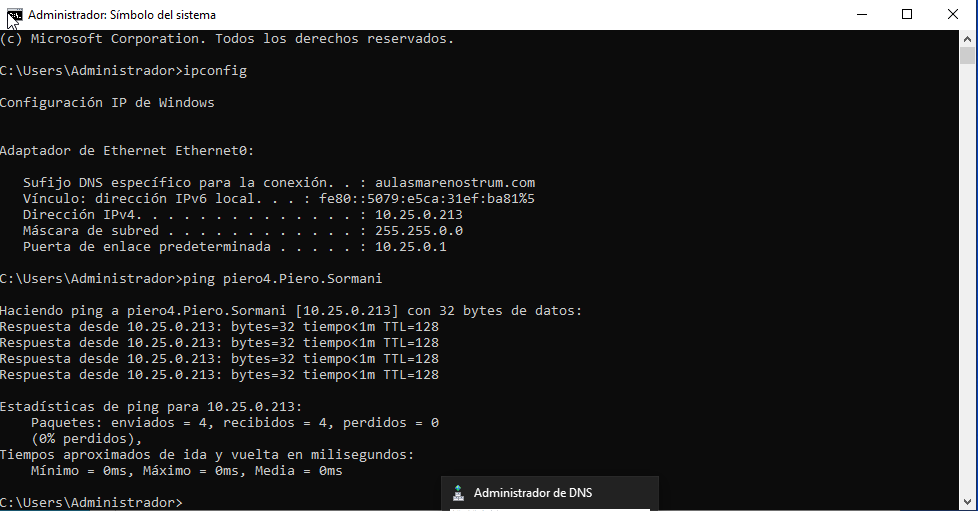 Administrador: Símbolo del sistema
(c) Microsoft Corporation. Todos los derechos reservados.
C:\Users\Administrador>ipconfig
Configuración IP de Windows
Adaptador de Ethernet Ethernet0:
   Sufijo DNS específico para la conexión. . : aulasmarenostrum.com
   Vínculo: dirección IPv6 local. . . : fe80::5079:e5ca:31ef:ba81%5
   Dirección IPv4. . . . . . . . . . . . . . : 10.25.0.213
   Máscara de subred . . . . . . . . . . . . : 255.255.0.0
   Puerta de enlace predeterminada . . . . . : 10.25.0.1
C:\Users\Administrador>ping piero4.Piero.Sormani
Haciendo ping a piero4.Piero.Sormani [10.25.0.213] con 32 bytes de datos:
Respuesta desde 10.25.0.213: bytes=32 tiempo<1m TTL=128
Respuesta desde 10.25.0.213: bytes=32 tiempo<1m TTL=128
Respuesta desde 10.25.0.213: bytes=32 tiempo<1m TTL=128
Respuesta desde 10.25.0.213: bytes=32 tiempo<1m TTL=128
Estadísticas de ping para 10.25.0.213:
    Paquetes: enviados = 4, recibidos = 4, perdidos = 0
    (0% perdidos),
Tiempos aproximados de ida y vuelta en milisegundos:
    Mínimo = 0ms, Máximo = 0ms, Media = 0ms
C:\Users\Administrador>
Administrador de DNS